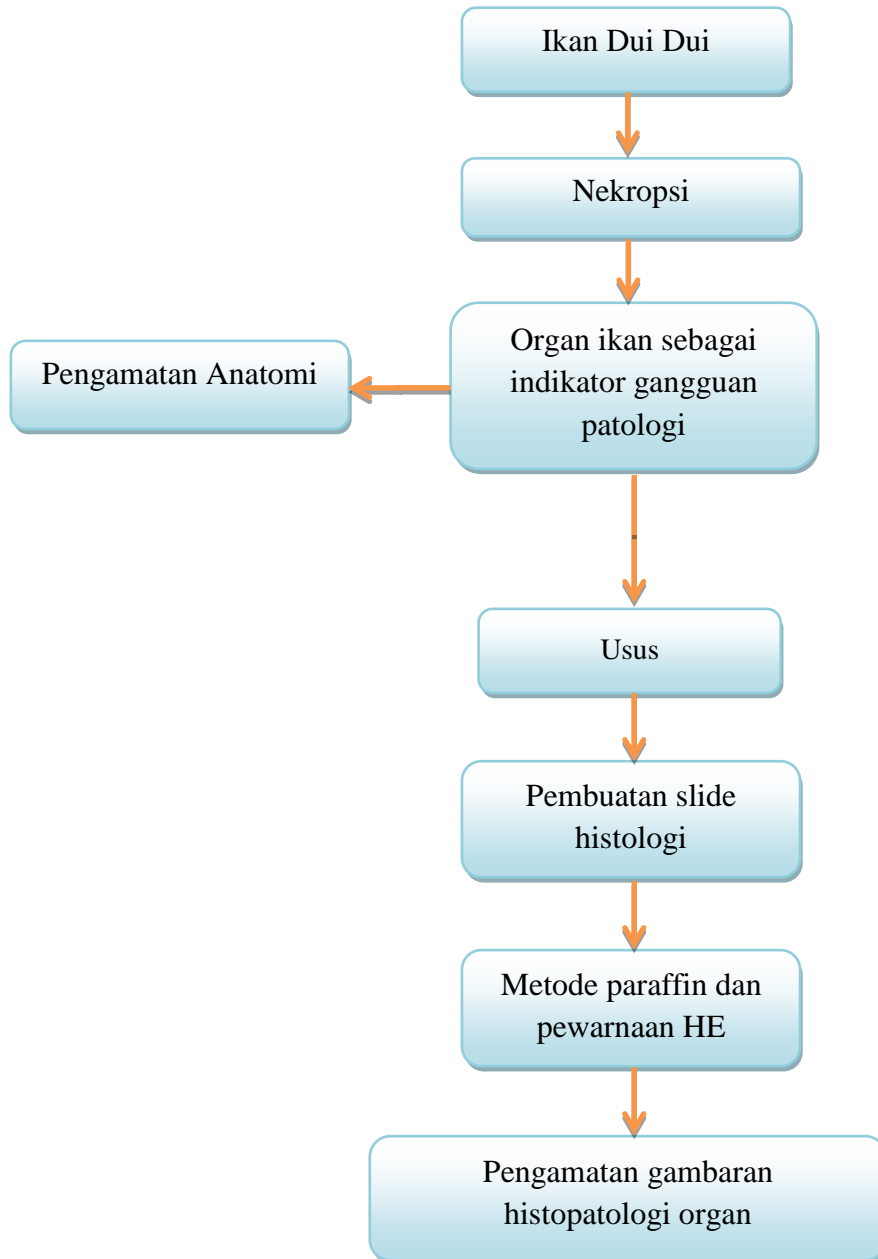 Ikan Dui Dui
Nekropsi
Organ ikan sebagai
indikator gangguan
patologi
Pengamatan Anatomi
Usus
Pembuatan slide
histologi
Metode paraffin dan
pewarnaan HE
Pengamatan gambaran
histopatologi organ